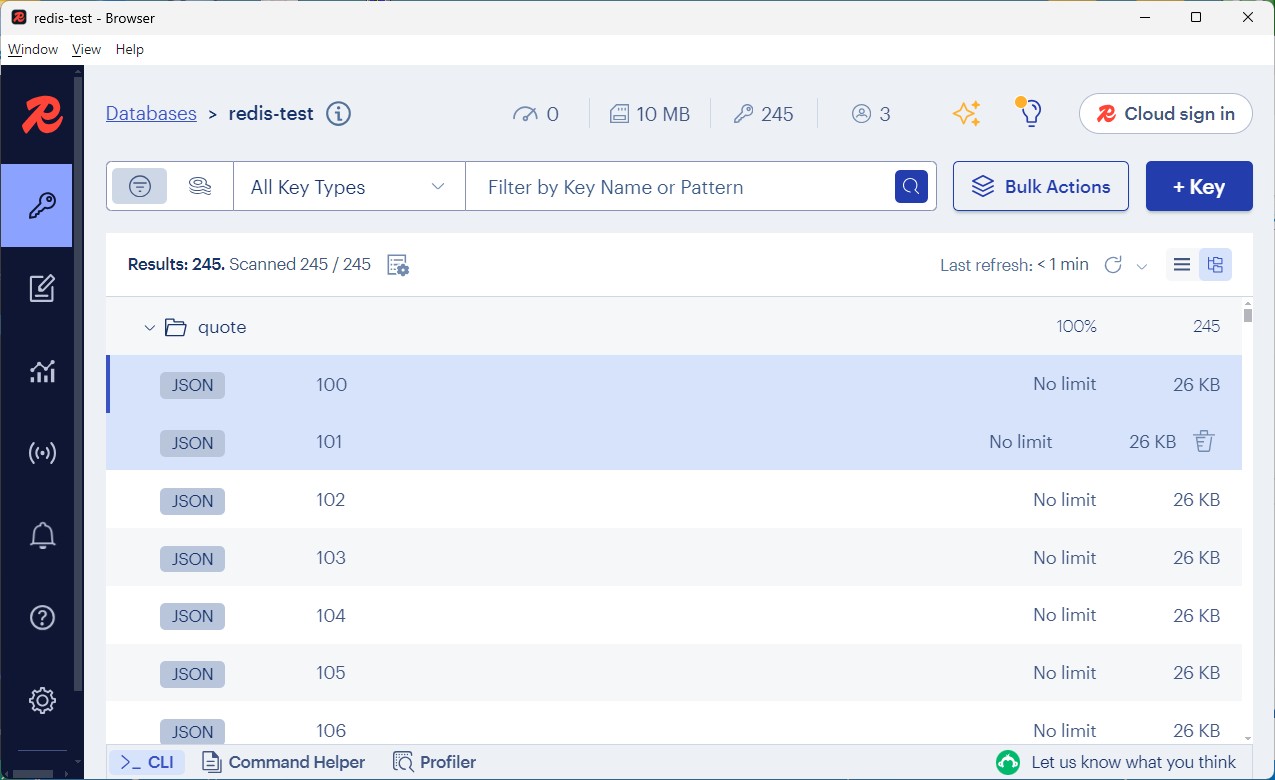 redis-test - Browser
Window View Help
Databases > redis-test 0 10 MB 245 3 Cloud sign in
All Key Types Filter by Key Name or Pattern Bulk Actions + Key
Results: 245. Scanned 245 / 245 Last refresh: < 1 min
quote 100% 245
JSON 100 No limit 26 KB
JSON 101 No limit 26 KB
JSON 102 No limit 26 KB
JSON 103 No limit 26 KB
JSON 104 No limit 26 KB
JSON 105 No limit 26 KB
JSON 106 No limit 26 KB
>_ CLI Command Helper Profiler Let us know what you think